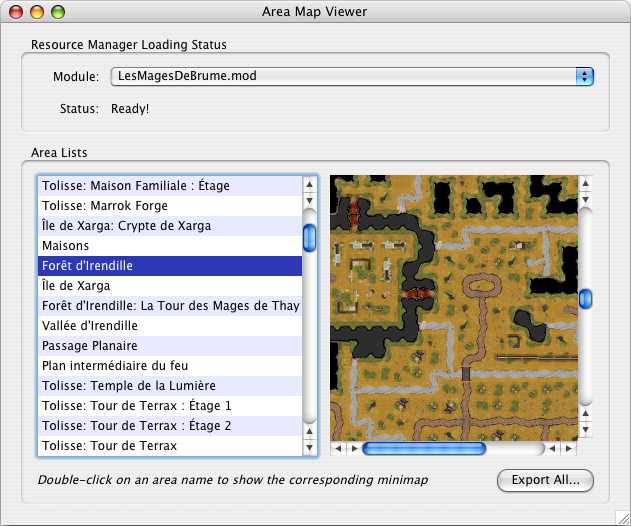 Area Map Viewer
Resource Manager Loading Status
Module: LesMagesDeBrume.mod
Status: Ready!
Area Lists
Tolisse: Maison Familiale : Étage
Tolisse: Marrok Forge
Île de Xarga: Crypte de Xarga
Maisons
Forêt d'Irendille
Île de Xarga
Forêt d'Irendille: La Tour des Mages de Thay
Vallée d'Irendille
Passage Planaire
Plan intermédiaire du feu
Tolisse: Temple de la Lumière
Tolisse: Tour de Terrax : Étage 1
Tolisse: Tour de Terrax : Étage 2
Tolisse: Tour de Terrax
Double-click on an area name to show the corresponding minimap
Export All...